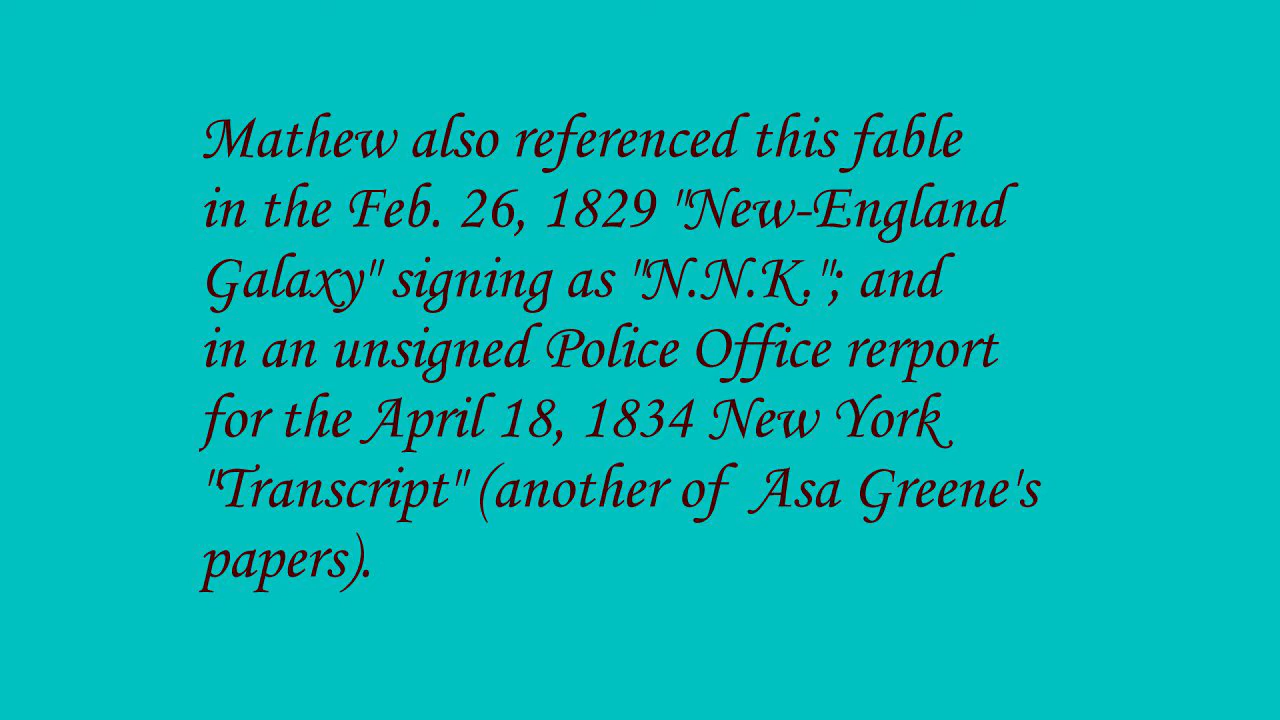 Mathew also referenced this fable
in the Feb. 26, 1829 "New-England
Galaxy" signing as "N.N.K."; and
in an unsigned Police Office rerport
for the April 18, 1834 New York
"Transcript" (another of  Asa Greene's
papers).